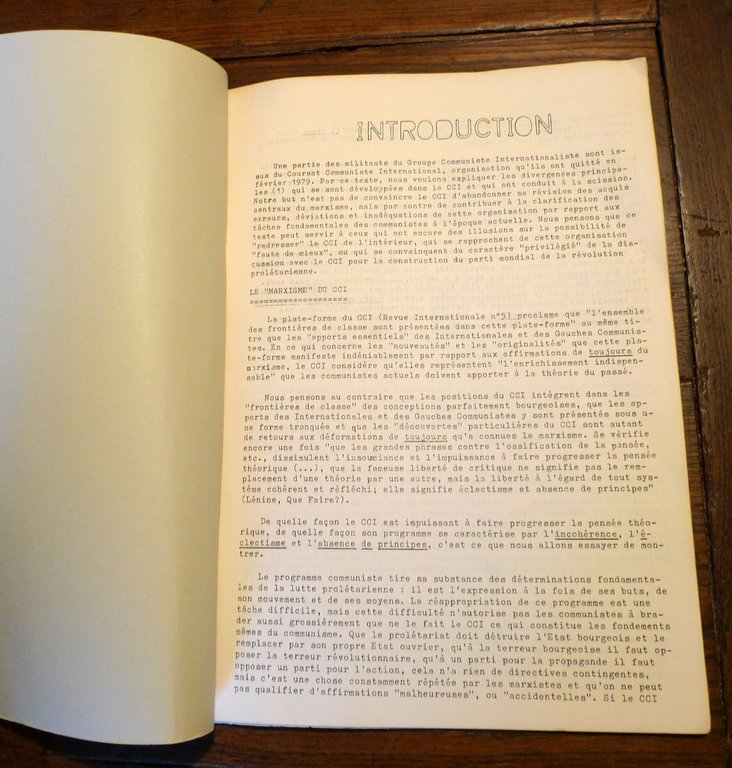 INTRODUCTION
Une partie des militants du Groupe Communiste Internationaliste sont is-
sus du Courant Communiste International, organisation qu'ils ont quitté en
février 1979. Par ce texte, nous voulons expliquer les divergences principa-
les (1) qui se sont développées dans le CCI et qui ont conduit à la scission.
Notre but n'est pas de convaincre le CCI d'abandonner sa révision des acquis
centraux du marxisme, mais par contre de contribuer à la clarification des
erreurs, déviations et inadéquations de cette organisation par rapport aux
tâches fondamentales des communistes à l'époque actuelle. Nous pensons que ce
texte peut servir à ceux qui ont encore des illusions sur la possibilité de
"redresser" le CCI de l'intérieur, qui se rapprochent de cette organisation
"faute de mieux", ou qui se convainquent du caractère "privilégié" de la dis-
cussion avec le CCI pour la construction du parti mondial de la révolution
prolétarienne.
LE "MARXISME" DU CCI
====================
La plate-forme du CCI (Revue Internationale n°5) proclame que "l'ensemble
des frontières de classe sont présentées dans cette plate-forme" au même ti-
tre que les "apports essentiels" des Internationales et des Gauches Communis-
tes. En ce qui concerne les "nouveautés" et les "originalités" que cette pla-
te-forme manifeste indéniablement par rapport aux affirmations de toujours du
marxisme, le CCI considère qu'elles représentent "l'enrichissement indispen-
sable" que les communistes actuels doivent apporter à la théorie du passé.
Nous pensons au contraire que les positions du CCI intègrent dans les
"frontières de classe" des conceptions parfaitement bourgeoises, que les ap-
ports des Internationales et des Gauches Communistes y sont présentés sous u-
ne forme tronquée et que les "découvertes" particulières du CCI sont autant
de retours aux déformations de toujours qu'a connues le marxisme. Se vérifie
encore une fois "que les grandes phrases contre l'ossification de la pensée,
etc., dissimulent l'insouciance et l'impuissance à faire progresser la pensée
théorique (...), que la fameuse liberté de critique ne signifie pas le rem-
placement d'une théorie par une autre, mais la liberté à l'égard de tout sys-
tème cohérent et réfléchi; elle signifie éclectisme et absence de principes"
(Lénine, Que Faire?).
De quelle façon le CCI est impuissant à faire progresser la pensée théo-
rique, de quelle façon son programme se caractérise par l'incohérence, l'é-
clectisme et l'absence de principes, c'est ce que nous allons essayer de mon-
trer.
Le programme communiste tire sa substance des déterminations fondamenta-
les de la lutte prolétarienne : il est l'expression à la fois de ses buts, de
son mouvement et de ses moyens. La réappropriation de ce programme est une
tâche difficile, mais cette difficulté n'autorise pas les communistes à bra-
der aussi grossièrement que ne le fait le CCI ce qui constitue les fondements
mêmes du communisme. Que le prolétariat doit détruire l'Etat bourgeois et le
remplacer par son propre Etat ouvrier, qu'à la terreur bourgeoise il faut op-
poser la terreur révolutionnaire, qu'à un parti pour la propagande il faut
opposer un parti pour l'action, cela n'a rien de directives contingentes,
mais c'est une chose constamment répétée par les marxistes et qu'on ne peut
pas qualifier d'affirmations "malheureuses", ou "accidentelles". Si le CCI